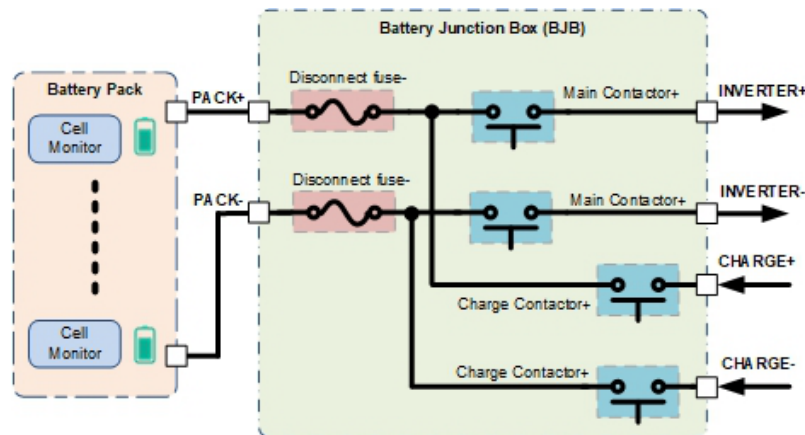 Battery Junction Box (BJB)
Battery Pack
PACK+
Disconnect fuse-
Main Contactor+
INVERTER+
Cell
Monitor
PACK-
Disconnect fuse-
Main Contactor+
INVERTER-
CHARGE+
Charge Contactor+
Cell
Monitor
CHARGE-
Charge Contactor+